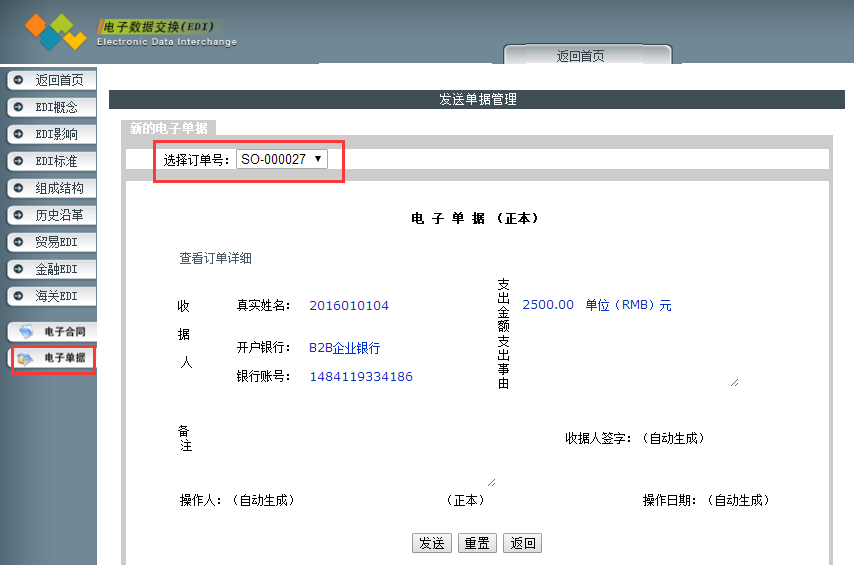 电子数据交换(EDI)
Electronic Data Interchange
返回首页
返回首页
EDI概念
EDI影响
EDI标准
组成结构
历史沿革
贸易EDI
金融EDI
海关EDI
电子合同
电子单据
发送单据管理
新的电子单据
选择订单号： SO-000027
电 子 单 据 （正本）
查看订单详细
收据人
真实姓名： 2016010104
开户银行： B2B企业银行
银行账号： 1484119334186
支出金额 2500.00 单位（RMB）元
支出事由
备注
收据人签字：（自动生成）
操作人：（自动生成） （正本） 操作日期：（自动生成）
发送 重置 返回